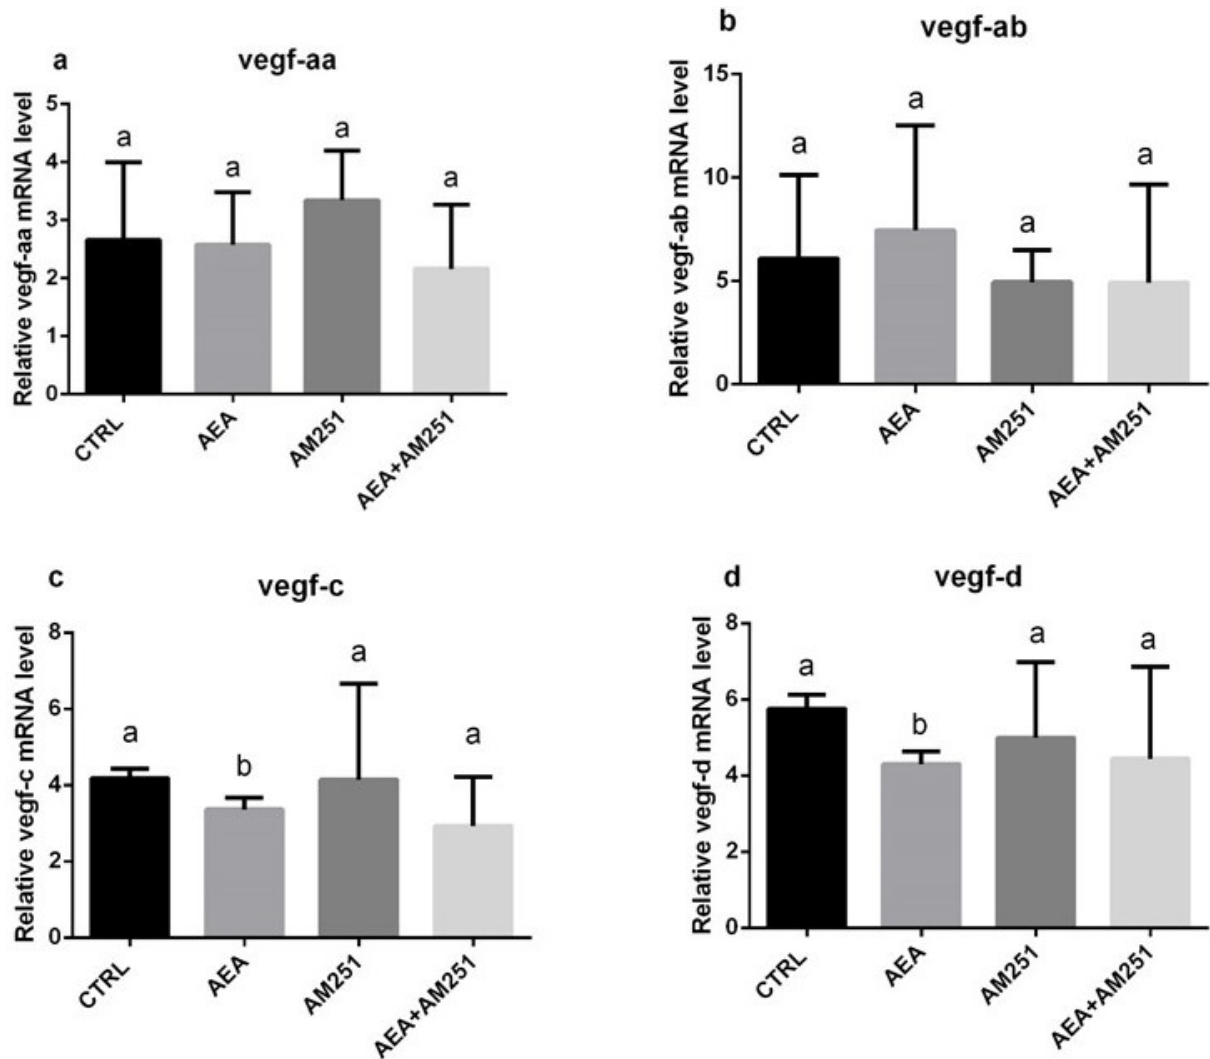 a
vegf-aa
Relative vegf-aa mRNA level
5
4
3
2
1
0
a
a
a
a
CTRL
AEA
AM251
AEA+AM251
b
vegf-ab
Relative vegf-ab mRNA level
15
10
5
0
a
a
a
a
CTRL
AEA
AM251
AEA+AM251
c
vegf-c
Relative vegf-c mRNA level
8
6
4
2
0
a
b
a
a
CTRL
AEA
AM251
AEA+AM251
d
vegf-d
Relative vegf-d mRNA level
8
6
4
2
0
a
b
a
a
CTRL
AEA
AM251
AEA+AM251